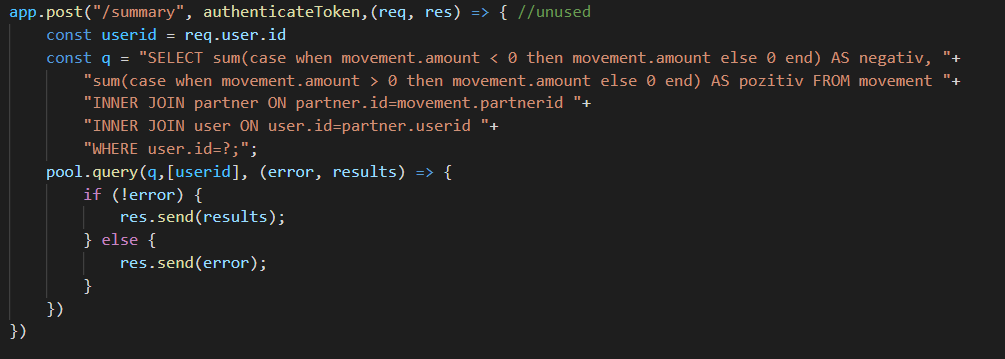 app.post("/summary", authenticateToken,(req, res) => { //unused
    const userid = req.user.id
    const q = "SELECT sum(case when movement.amount < 0 then movement.amount else 0 end) AS negativ, "+
        "sum(case when movement.amount > 0 then movement.amount else 0 end) AS pozitiv FROM movement "+
        "INNER JOIN partner ON partner.id=movement.partnerid "+
        "INNER JOIN user ON user.id=partner.userid "+
        "WHERE user.id=?;";
    pool.query(q,[userid], (error, results) => {
        if (!error) {
            res.send(results);
        } else {
            res.send(error);
        }
    })
})